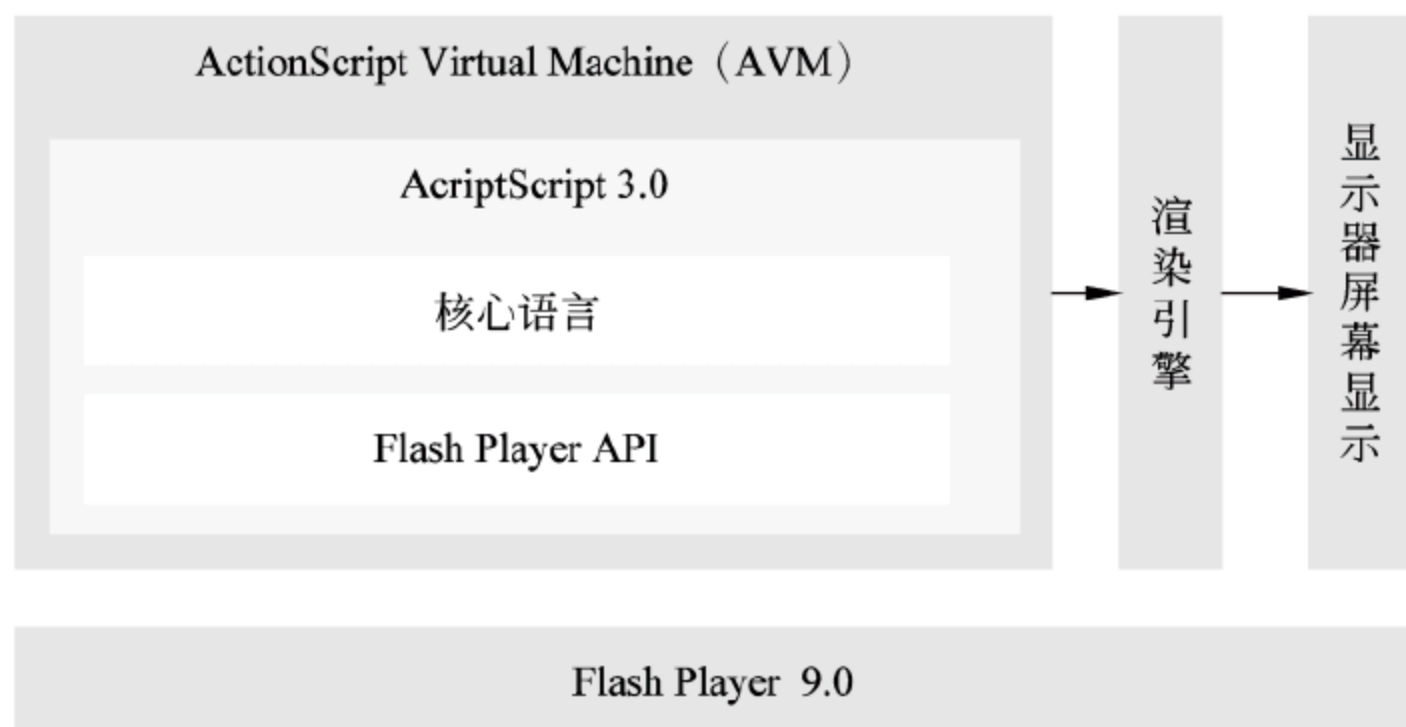 ActionScript Virtual Machine（AVM）
AcriptScript 3.0
核心语言
Flash Player API
渲染引擎
显示器屏幕显示
Flash Player 9.0